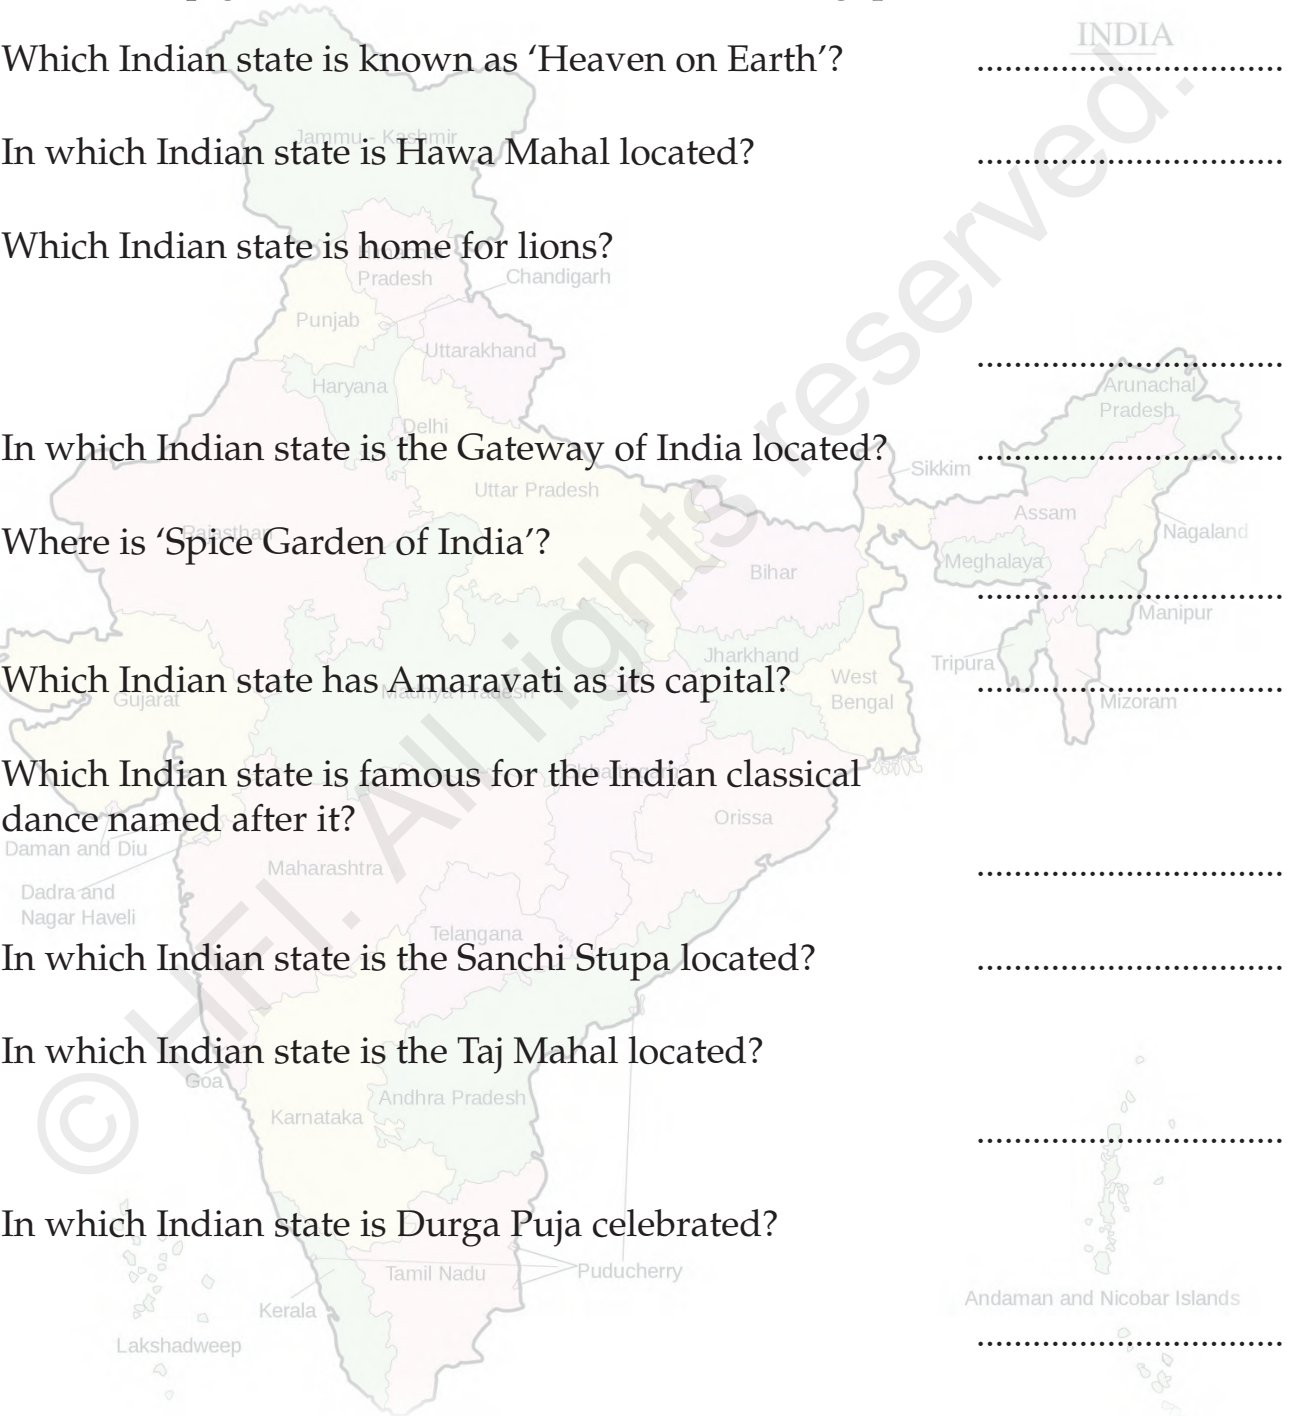 Which Indian state is known as ‘Heaven on Earth’? .................................
INDIA
In which Indian state is Hawa Mahal located? .................................
Jammu - Kashmir
Which Indian state is home for lions?
.................................
Pradesh
Chandigarh
Punjab
Uttarakhand
Haryana
Arunachal
Pradesh
Delhi
In which Indian state is the Gateway of India located? .................................
Sikkim
Uttar Pradesh
Assam
Nagaland
Rajasthan
Where is ‘Spice Garden of India’?
.................................
Bihar
Meghalaya
Manipur
Jharkhand
Tripura
West
Bengal
Which Indian state has Amaravati as its capital? .................................
Gujarat
Madhya Pradesh
Mizoram
Which Indian state is famous for the Indian classical
dance named after it?
.................................
Chhattisgarh
Orissa
Daman and Diu
Maharashtra
Dadra and
Nagar Haveli
Telangana
In which Indian state is the Sanchi Stupa located? .................................
In which Indian state is the Taj Mahal located?
.................................
Goa
Andhra Pradesh
Karnataka
In which Indian state is Durga Puja celebrated?
.................................
Tamil Nadu
Puducherry
Kerala
Andaman and Nicobar Islands
Lakshadweep
© HFI. All rights reserved.